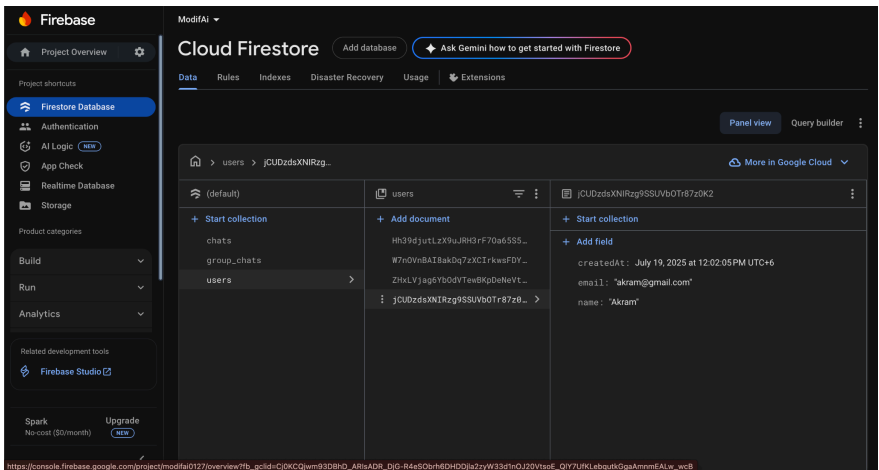 Firebase
ModifAi
Project Overview
Cloud Firestore
Add database
Ask Gemini how to get started with Firestore
Data Rules Indexes Disaster Recovery Usage Extensions
Project shortcuts
Firestore Database
Authentication
AI Logic NEW
App Check
Realtime Database
Storage
Product categories
Build
Run
Analytics
Related development tools
Firebase Studio
Spark
No-cost ($0/month)
Upgrade
NEW
Panel view Query builder
users > jCUDzdsXNIRzg…
More in Google Cloud
(default)
+ Start collection
chats
group_chats
users
users
+ Add document
Hh39djutLzX9uJRH3rF7Oa65S5…
W7nOVnBAI8akDq7zXCIrkwsFDY…
ZHxLVjag6YbOdVTewBKpDeNeVt…
jCUDzdsXNIRzg9SSUVbOTr87z0…
jCUDzdsXNIRzg9SSUVbOTr87z0K2
+ Start collection
+ Add field
createdAt: July 19, 2025 at 12:02:05 PM UTC+6
email: "akram@gmail.com"
name: "Akram"